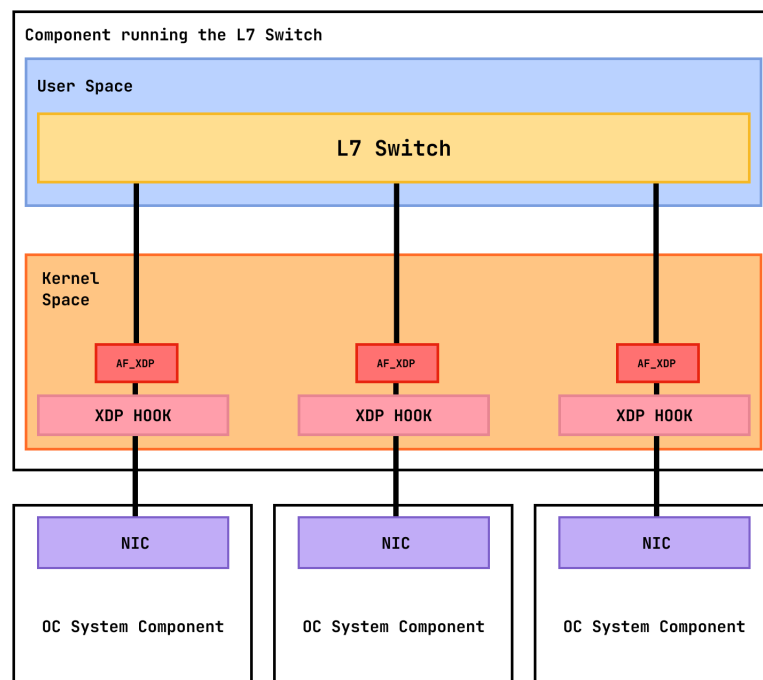 Component running the L7 Switch
User Space
L7 Switch
Kernel
Space
AF_XDP
AF_XDP
AF_XDP
XDP HOOK
XDP HOOK
XDP HOOK
NIC
NIC
NIC
OC System Component
OC System Component
OC System Component